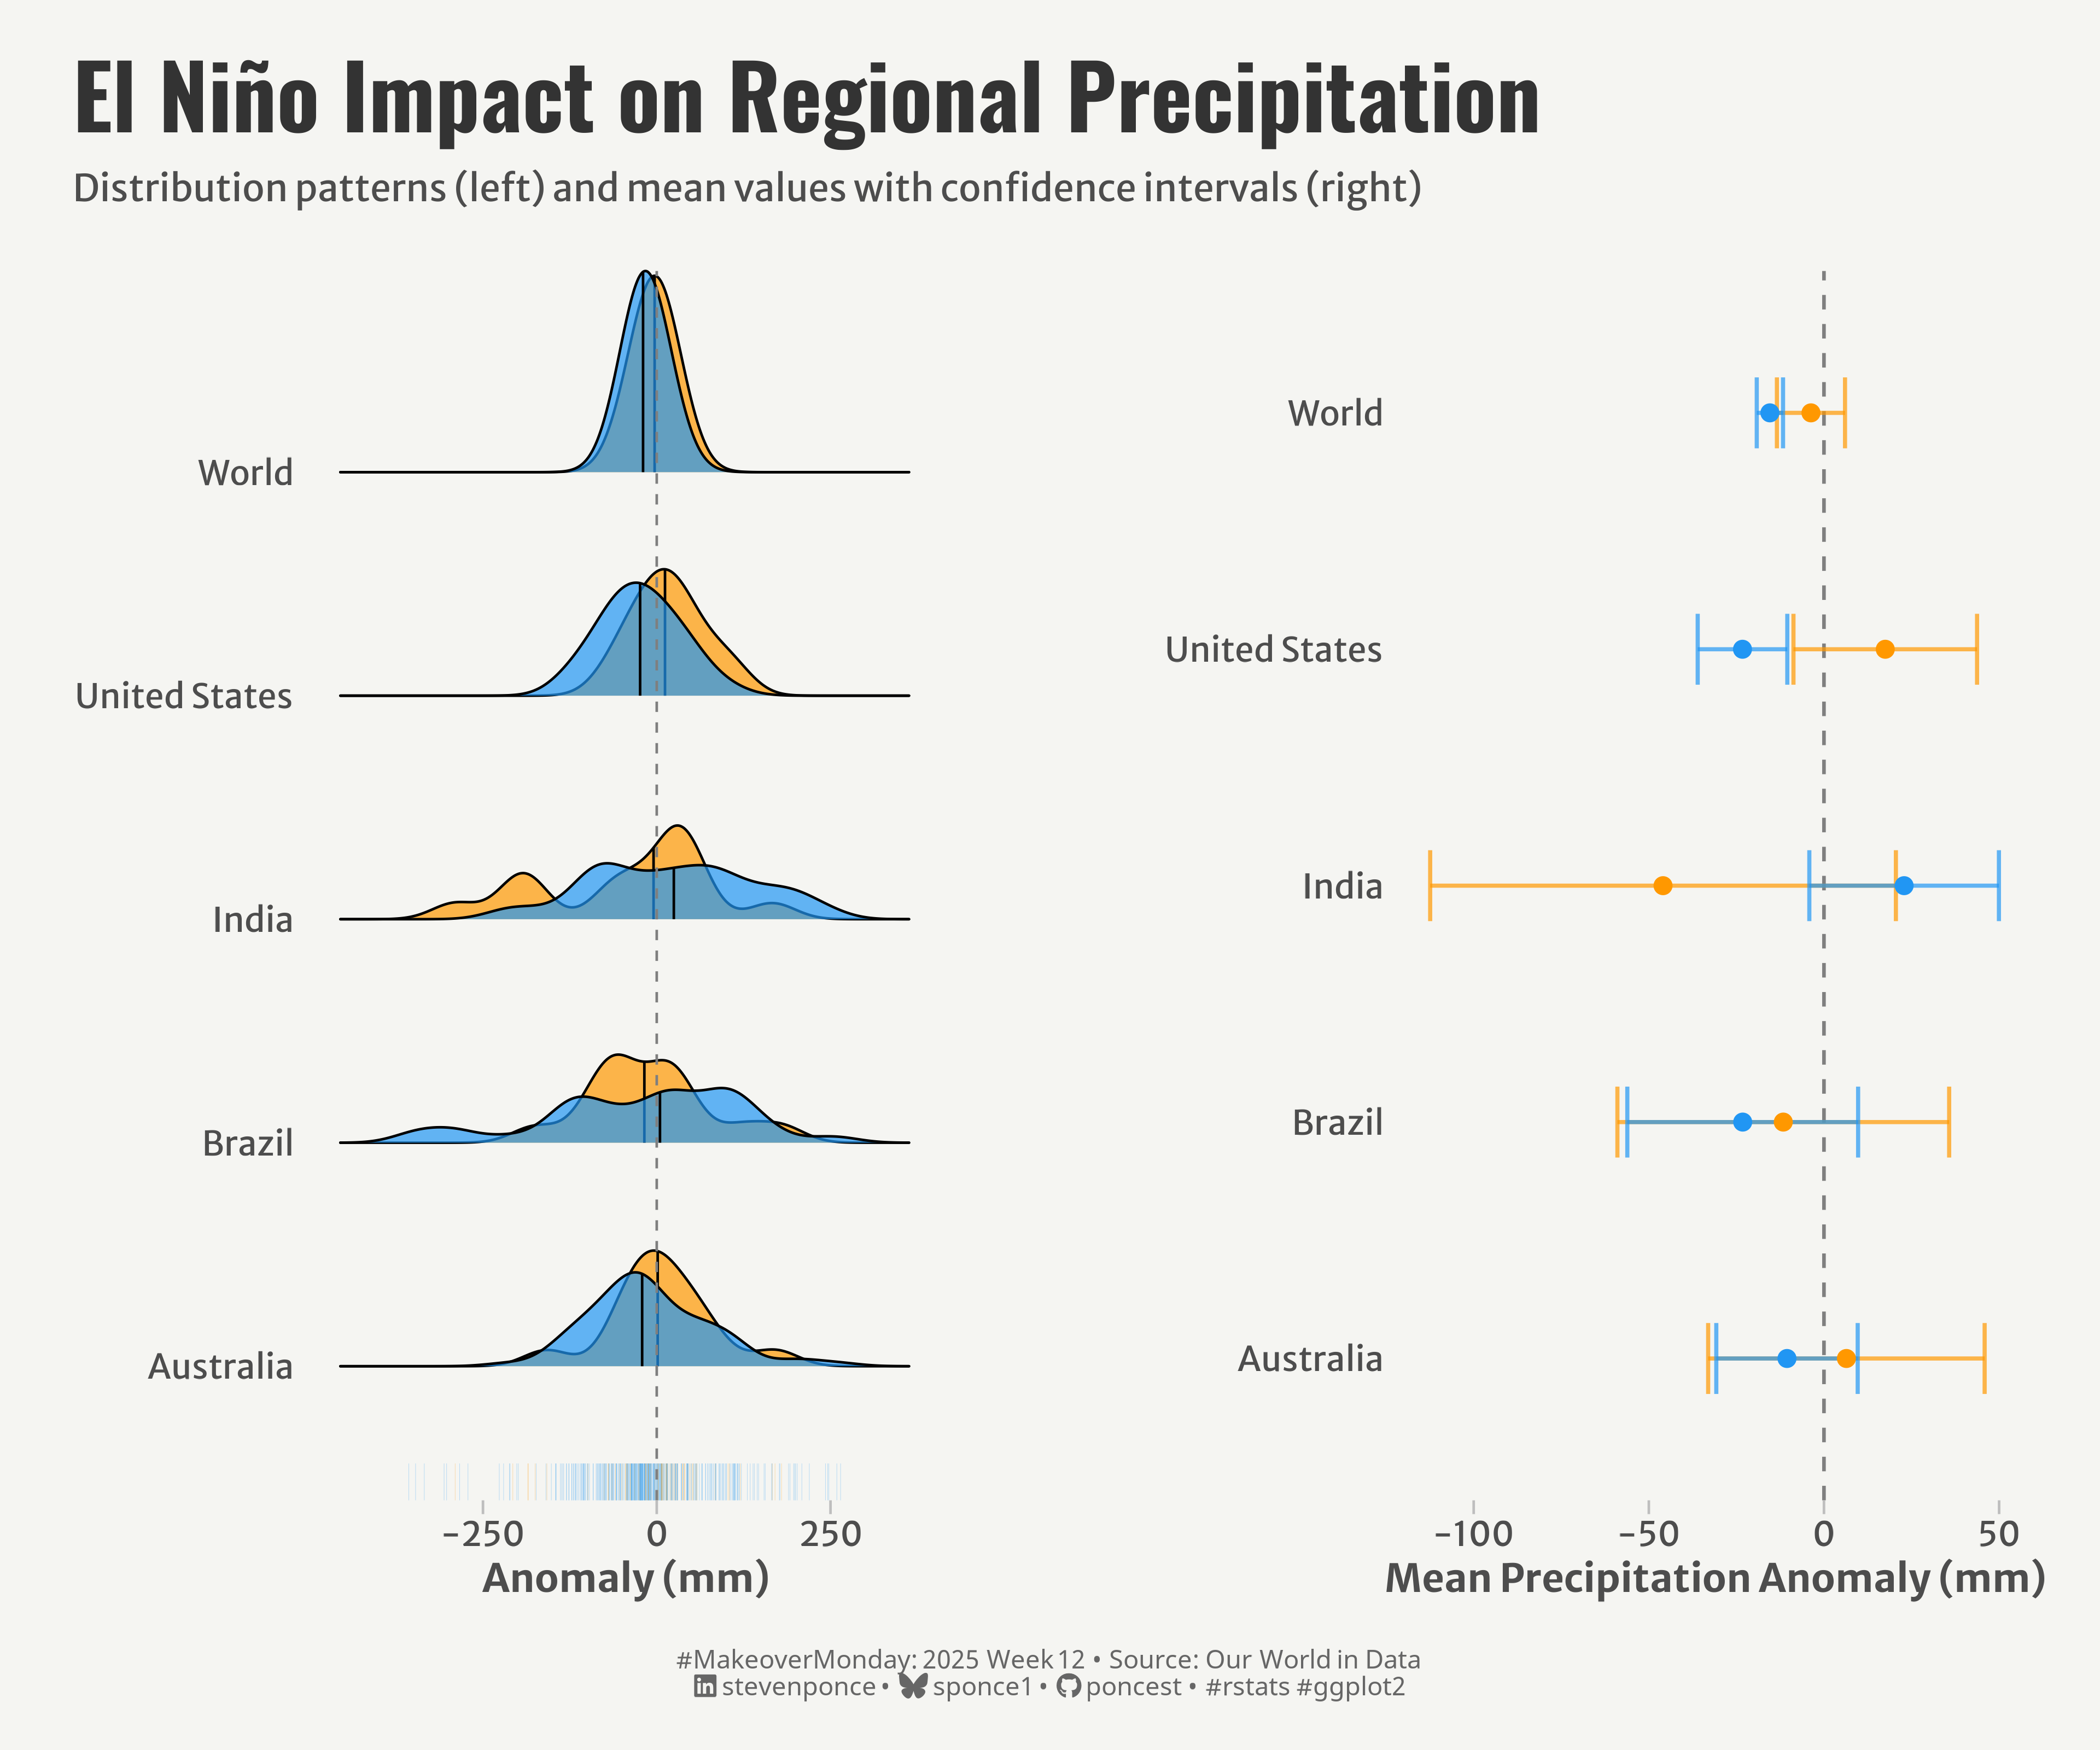 El Niño Impact on Regional Precipitation
Distribution patterns (left) and mean values with confidence intervals (right)
World
United States
India
Brazil
Australia
-250 0 250
Anomaly (mm)
World
United States
India
Brazil
Australia
-100 -50 0 50
Mean Precipitation Anomaly (mm)
#MakeoverMonday: 2025 Week 12 • Source: Our World in Data
in stevenponce • sponce1 • poncest • #rstats #ggplot2